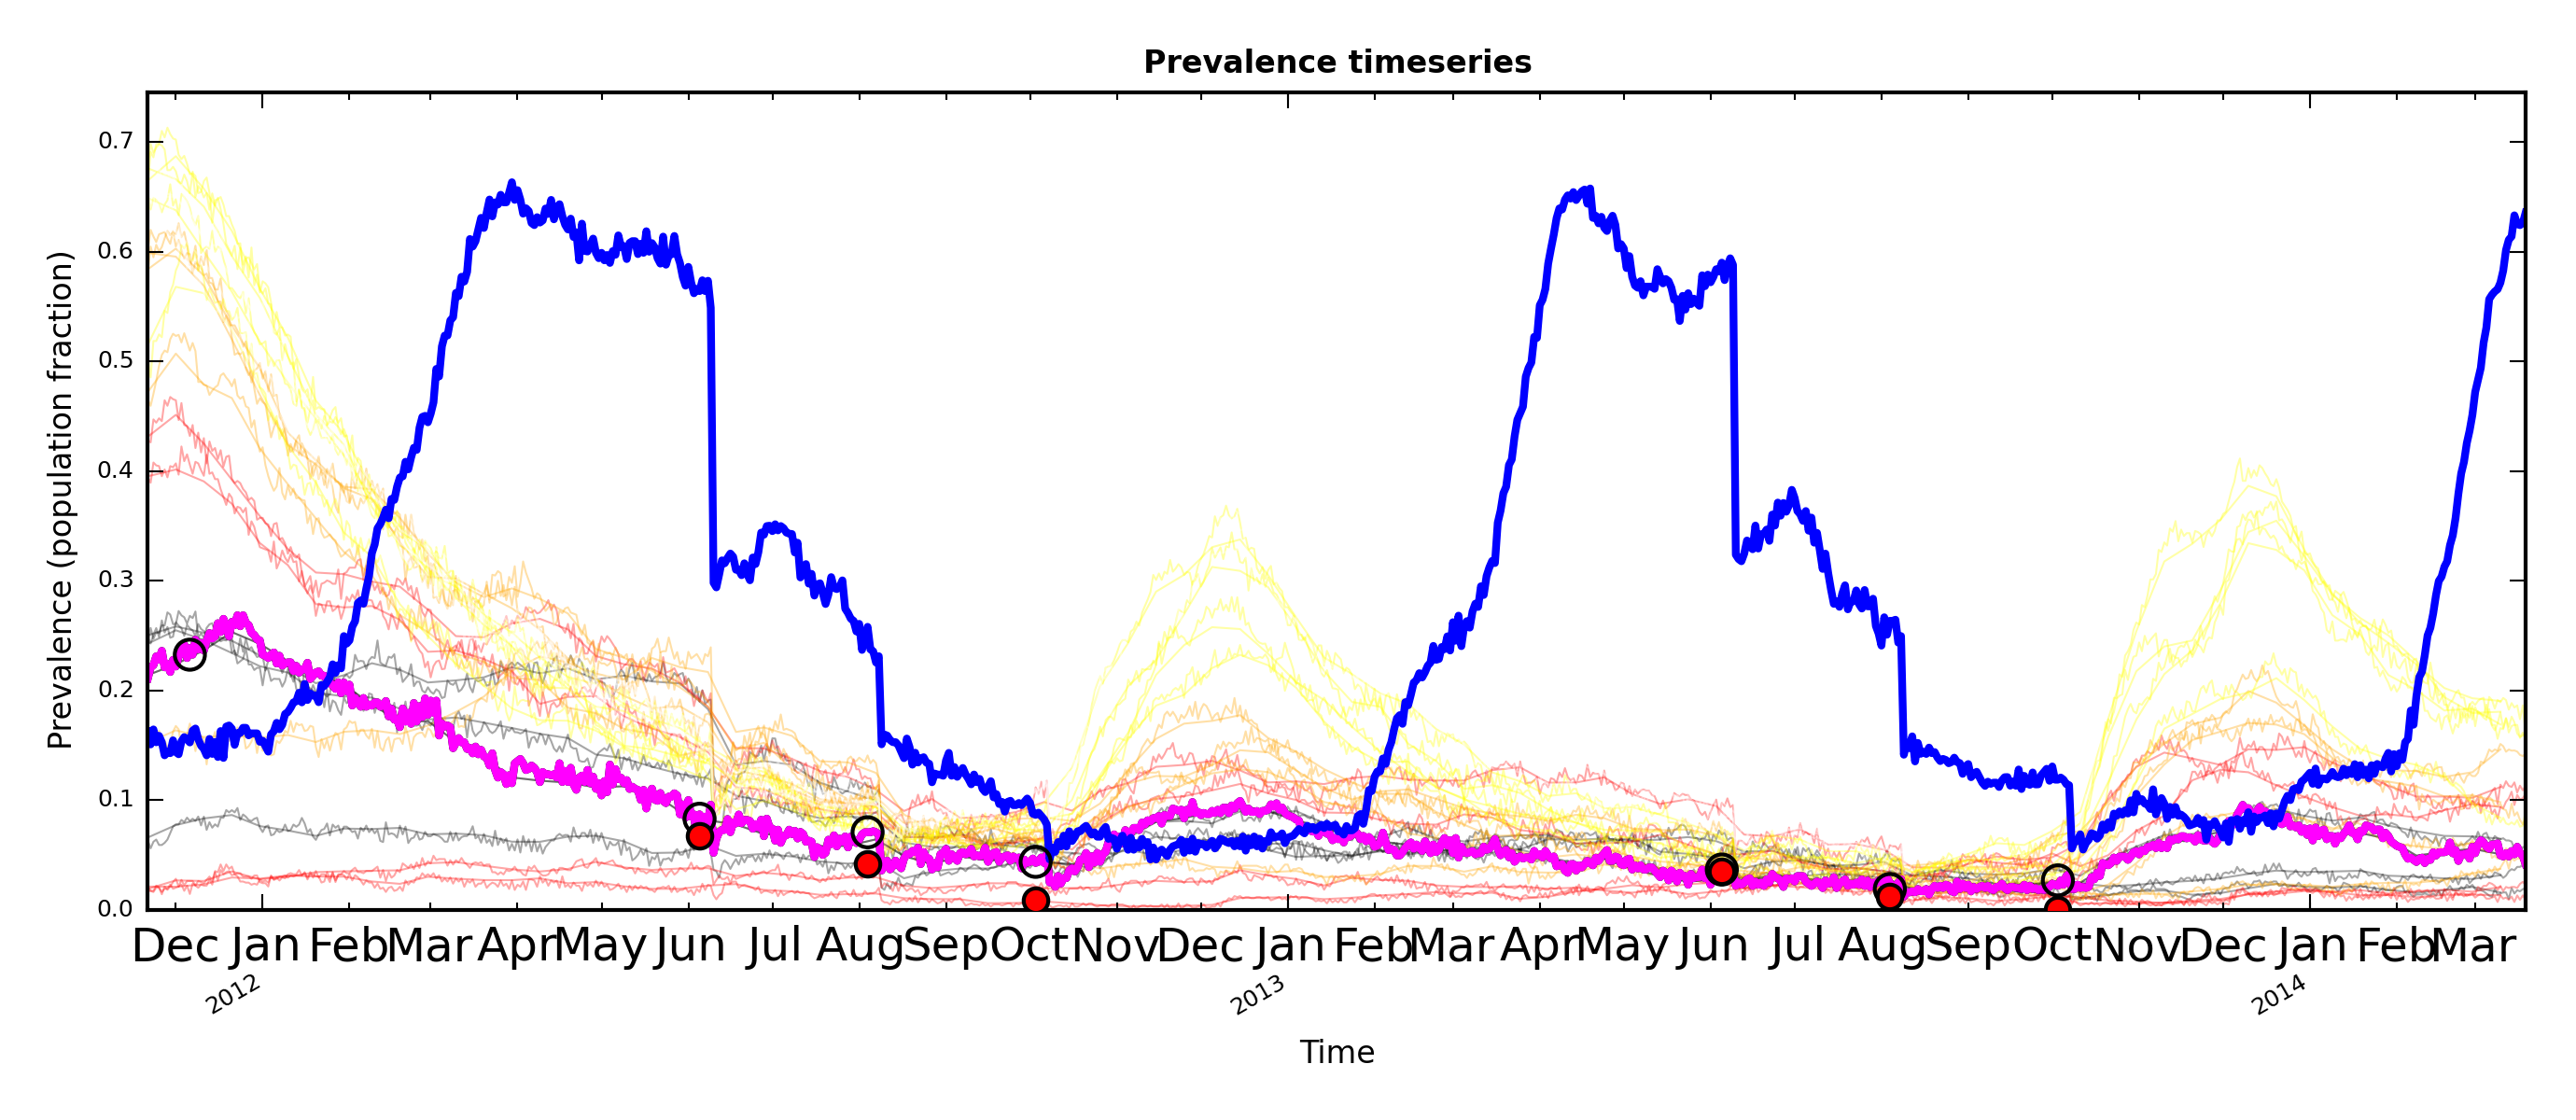 Prevalence timeseries
Prevalence (population fraction)
0.7
0.6
0.5
0.4
0.3
0.2
0.1
0.0
Dec Jan Feb Mar Apr May Jun Jul Aug Sep Oct Nov Dec Jan Feb Mar Apr May Jun Jul Aug Sep Oct Nov Dec Jan Feb Mar
2012 2013 2014
Time